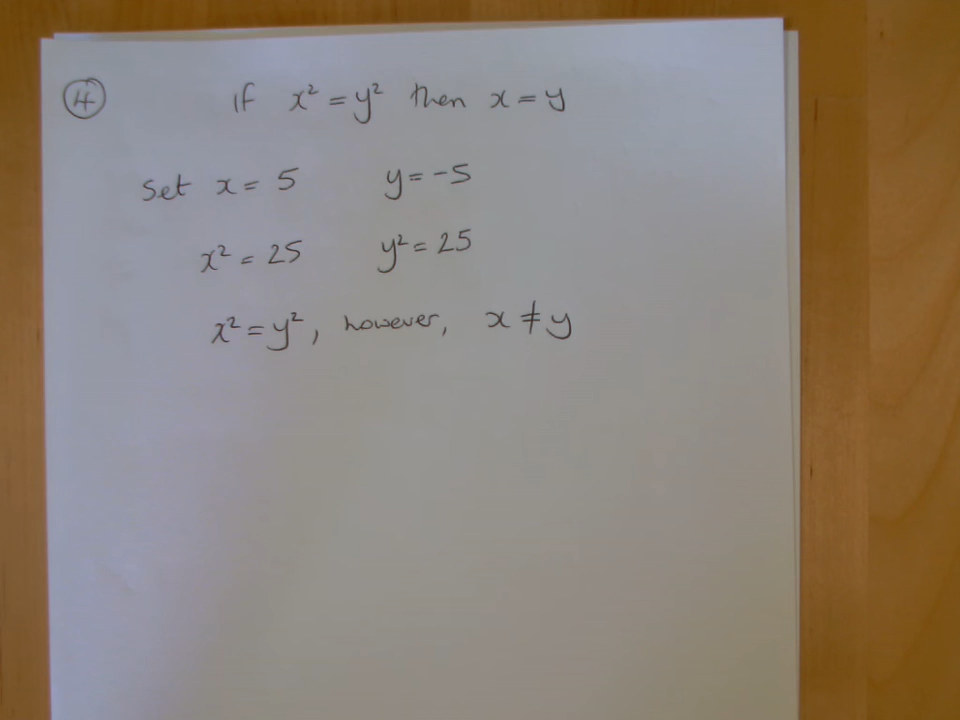 ④ If x² = y² then x = y
Set x = 5 y = -5
x² = 25 y² = 25
x² = y², however, x ≠ y